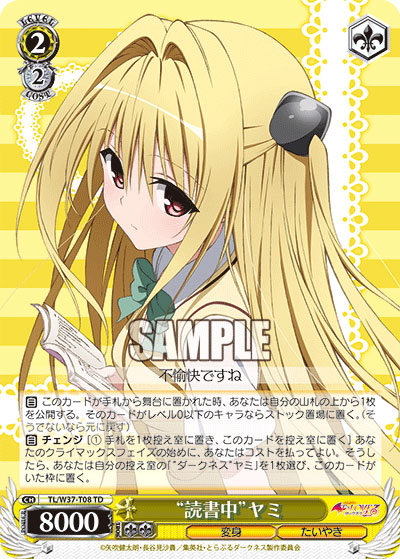 LEVEL
2
2
COST
SAMPLE
不愉快ですね
自 このカードが手札から舞台に置かれた時、あなたは自分の山札の上から1枚
を公開する。そのカードがレベル0以下のキャラならストック置場に置く。(そ
うでないなら元に戻す)
自 チェンジ [① 手札を1枚控え室に置き、このカードを控え室に置く] あなた
のクライマックスフェイズの始めに、あなたはコストを払ってよい。そうした
ら、あなたは自分の控え室の「“ダークネス”ヤミ」を1枚選び、このカードがい
た枠に置く。
CH TL/W37-T08 TD
©矢吹健太朗・長谷見沙貴/集英社・とらぶるダークネス製作委員会
8000
“読書中”ヤミ
変身
たいやき